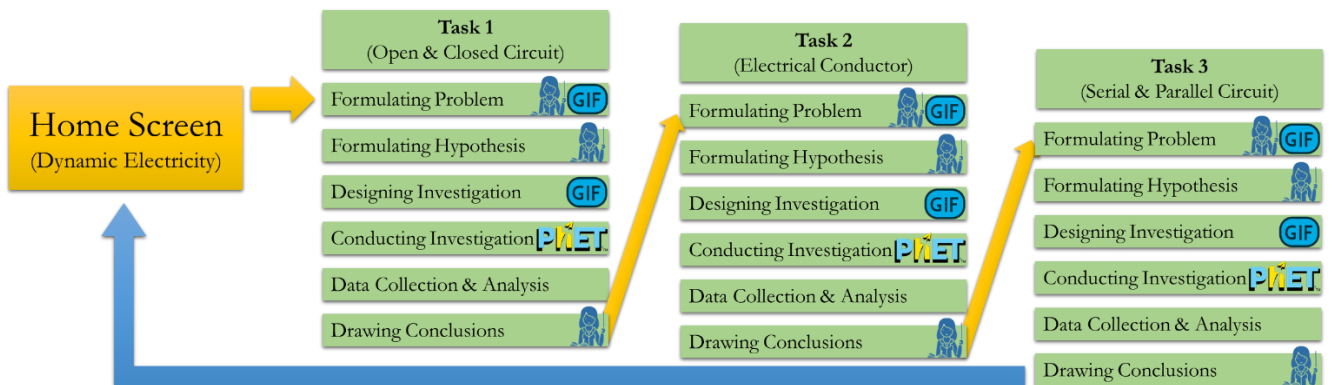 Home Screen
(Dynamic Electricity)
Task 1
(Open & Closed Circuit)
Formulating Problem GIF
Formulating Hypothesis
Designing Investigation GIF
Conducting Investigation PhET
Data Collection & Analysis
Drawing Conclusions
Task 2
(Electrical Conductor)
Formulating Problem GIF
Formulating Hypothesis
Designing Investigation GIF
Conducting Investigation PhET
Data Collection & Analysis
Drawing Conclusions
Task 3
(Serial & Parallel Circuit)
Formulating Problem GIF
Formulating Hypothesis
Designing Investigation GIF
Conducting Investigation PhET
Data Collection & Analysis
Drawing Conclusions